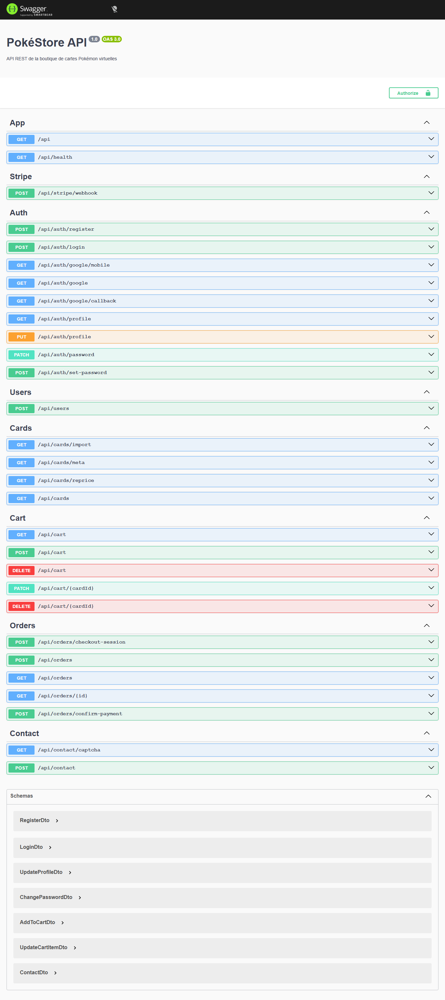 Swagger
Supported by SMARTBEAR
PokéStore API 1.0 OAS 3.0
API REST de la boutique de cartes Pokémon virtuelles
Authorize
App
GET /api
GET /api/health
Stripe
POST /api/stripe/webhook
Auth
POST /api/auth/register
POST /api/auth/login
GET /api/auth/google/mobile
GET /api/auth/google
GET /api/auth/google/callback
GET /api/auth/profile
PUT /api/auth/profile
PATCH /api/auth/password
POST /api/auth/set-password
Users
POST /api/users
Cards
GET /api/cards/import
GET /api/cards/meta
GET /api/cards/reprice
GET /api/cards
Cart
GET /api/cart
POST /api/cart
DELETE /api/cart
PATCH /api/cart/{cardId}
DELETE /api/cart/{cardId}
Orders
POST /api/orders/checkout-session
POST /api/orders
GET /api/orders
GET /api/orders/{id}
POST /api/orders/confirm-payment
Contact
GET /api/contact/captcha
POST /api/contact
Schemas
RegisterDto
LoginDto
UpdateProfileDto
ChangePasswordDto
AddToCartDto
UpdateCartItemDto
ContactDto